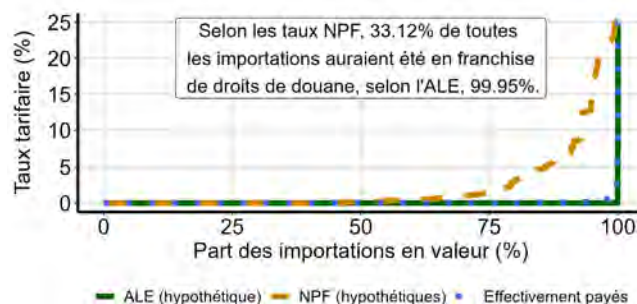 Taux tarifaire (%)
25
20
15
10
5
0
Selon les taux NPF, 33.12% de toutes
les importations auraient été en franchise
de droits de douane, selon l'ALE, 99.95%.
0 25 50 75 100
Part des importations en valeur (%)
ALE (hypothétique) NPF (hypothétiques) Effectivement payés